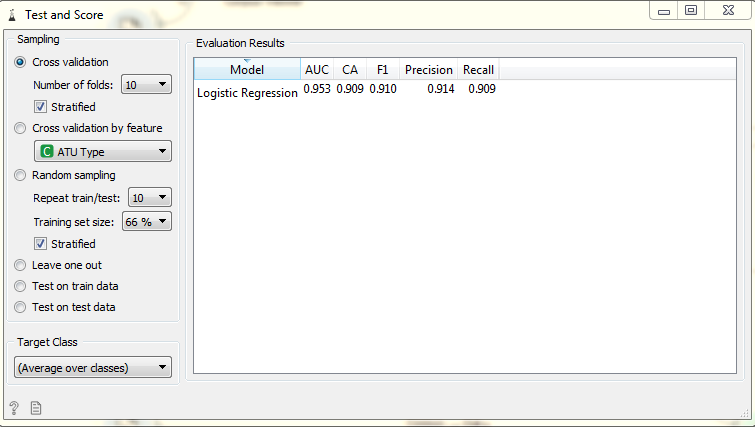 Test and Score
Sampling
Cross validation
Number of folds: 10
Stratified
Cross validation by feature
C ATU Type
Random sampling
Repeat train/test: 10
Training set size: 66 %
Stratified
Leave one out
Test on train data
Test on test data
Target Class
(Average over classes)
?
Evaluation Results
Model AUC CA F1 Precision Recall
Logistic Regression 0.953 0.909 0.910 0.914 0.909